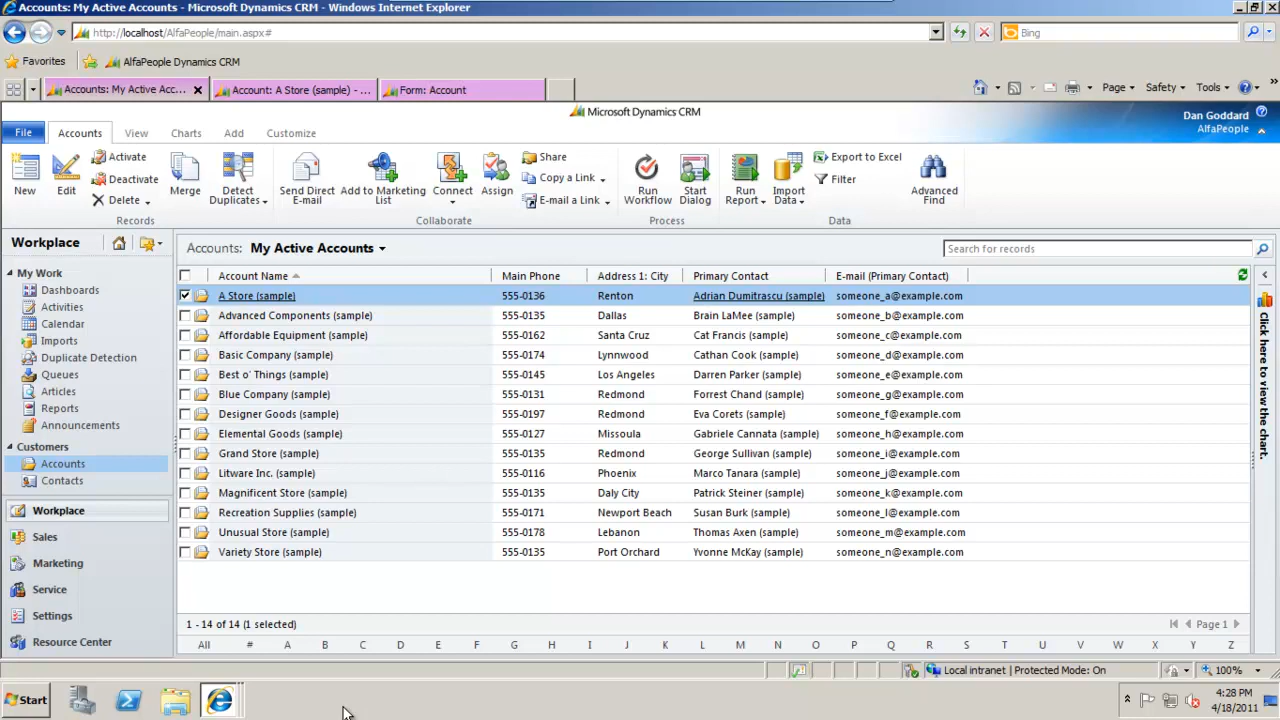 Accounts: My Active Accounts - Microsoft Dynamics CRM - Windows Internet Explorer
http://localhost/AlfaPeople/main.aspx#
Bing
Favorites AlfaPeople Dynamics CRM
Accounts: My Active Acc... Account: A Store (sample) - ... Form: Account Page Safety Tools
Microsoft Dynamics CRM
Dan Goddard
AlfaPeople
File Accounts View Charts Add Customize
New Edit Activate Deactivate Delete Merge Detect Duplicates Send Direct E-mail Add to Marketing List Connect Assign Share Copy a Link E-mail a Link Run Workflow Start Dialog Run Report Import Data Export to Excel Filter Advanced Find
Records Collaborate Process Data
Workplace
Accounts: My Active Accounts Search for records
My Work
Dashboards
Activities
Calendar
Imports
Duplicate Detection
Queues
Articles
Reports
Announcements
Customers
Accounts
Contacts
Workplace
Sales
Marketing
Service
Settings
Resource Center
Account Name Main Phone Address 1: City Primary Contact E-mail (Primary Contact)
A Store (sample) 555-0136 Renton Adrian Dumitrascu (sample) someone_a@example.com
Advanced Components (sample) 555-0135 Dallas Brain LaMee (sample) someone_b@example.com
Affordable Equipment (sample) 555-0162 Santa Cruz Cat Francis (sample) someone_c@example.com
Basic Company (sample) 555-0174 Lynnwood Cathan Cook (sample) someone_d@example.com
Best o' Things (sample) 555-0145 Los Angeles Darren Parker (sample) someone_e@example.com
Blue Company (sample) 555-0131 Redmond Forrest Chand (sample) someone_g@example.com
Designer Goods (sample) 555-0197 Redmond Eva Corets (sample) someone_f@example.com
Elemental Goods (sample) 555-0127 Missoula Gabriele Cannata (sample) someone_h@example.com
Grand Store (sample) 555-0135 Redmond George Sullivan (sample) someone_i@example.com
Litware Inc. (sample) 555-0116 Phoenix Marco Tanara (sample) someone_j@example.com
Magnificent Store (sample) 555-0135 Daly City Patrick Steiner (sample) someone_k@example.com
Recreation Supplies (sample) 555-0171 Newport Beach Susan Burk (sample) someone_l@example.com
Unusual Store (sample) 555-0178 Lebanon Thomas Axen (sample) someone_m@example.com
Variety Store (sample) 555-0135 Port Orchard Yvonne McKay (sample) someone_n@example.com
Click here to view the chart.
1 - 14 of 14 (1 selected) Page 1
All # A B C D E F G H I J K L M N O P Q R S T U V W X Y Z
Local intranet | Protected Mode: On 100%
Start
4:28 PM
4/18/2011